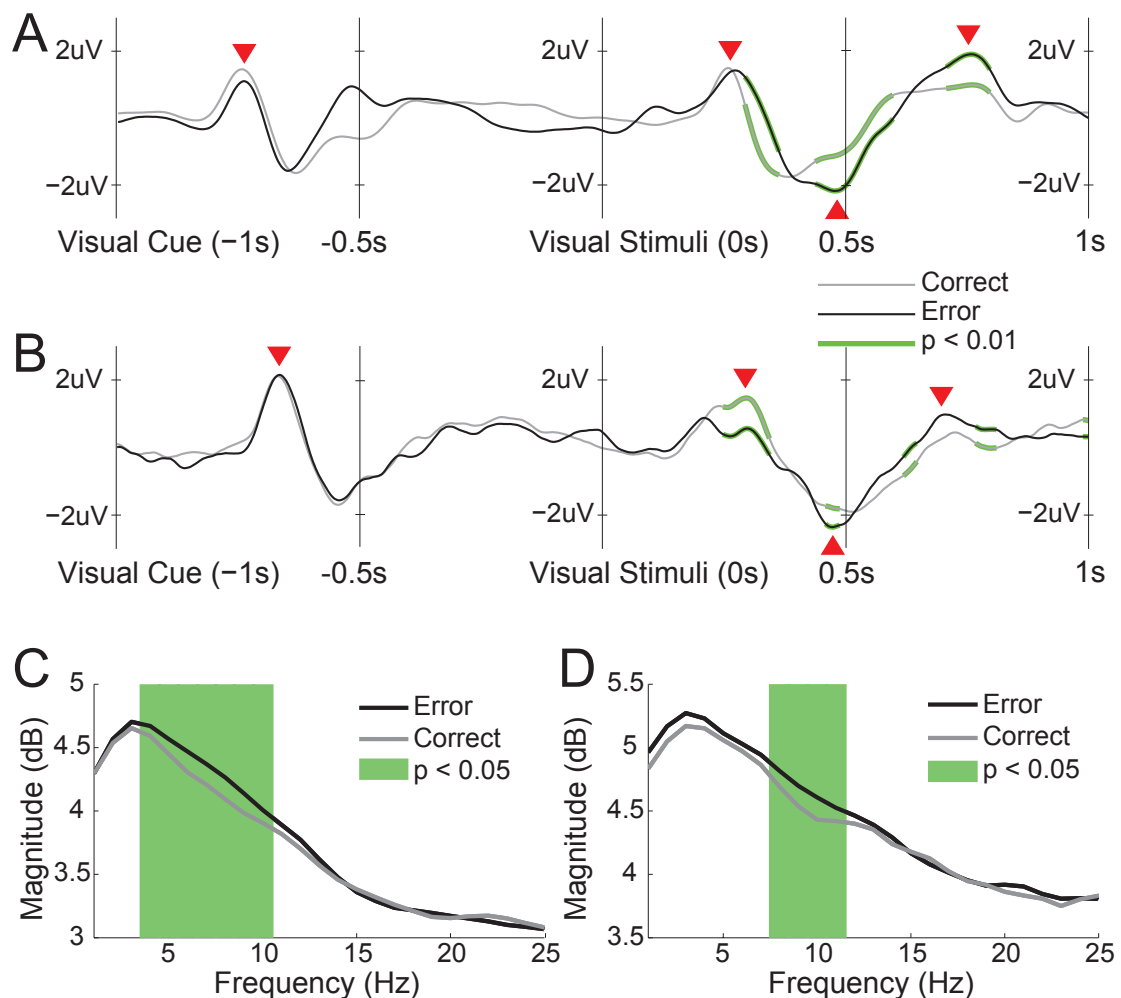 A
2uV
2uV
2uV
−2uV
−2uV
−2uV
Visual Cue (−1s)
-0.5s
Visual Stimuli (0s)
0.5s
1s
Correct
Error
p < 0.01
B
2uV
2uV
2uV
−2uV
−2uV
−2uV
Visual Cue (−1s)
-0.5s
Visual Stimuli (0s)
0.5s
1s
C
5
4.5
4
3.5
3
Magnitude (dB)
Error
Correct
p < 0.05
5
10
15
20
25
Frequency (Hz)
D
5.5
5
4.5
4
3.5
Magnitude (dB)
Error
Correct
p < 0.05
5
10
15
20
25
Frequency (Hz)